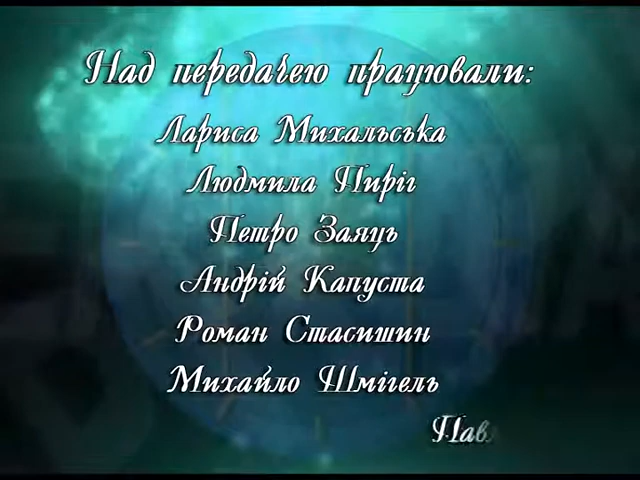 Над передачею працювали:
Лариса Михальська
Людмила Пиріг
Петро Заяць
Андрій Капуста
Роман Стасишин
Михайло Шмігель